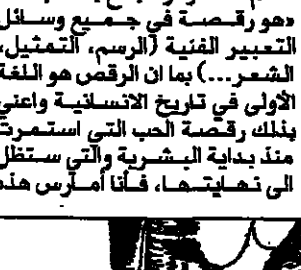 «هو رقصة في جميع وسائل
التعبير الفنية (الرسم، التمثيل،
الشعر...) بما ان الرقص هو اللغة
الأولى في تاريخ الانسانية واعني
بذلك رقصة الحب التي استمرت
منذ بداية البشرية والتي ستظل
الى نهايتها، فأنا أمارس هذه